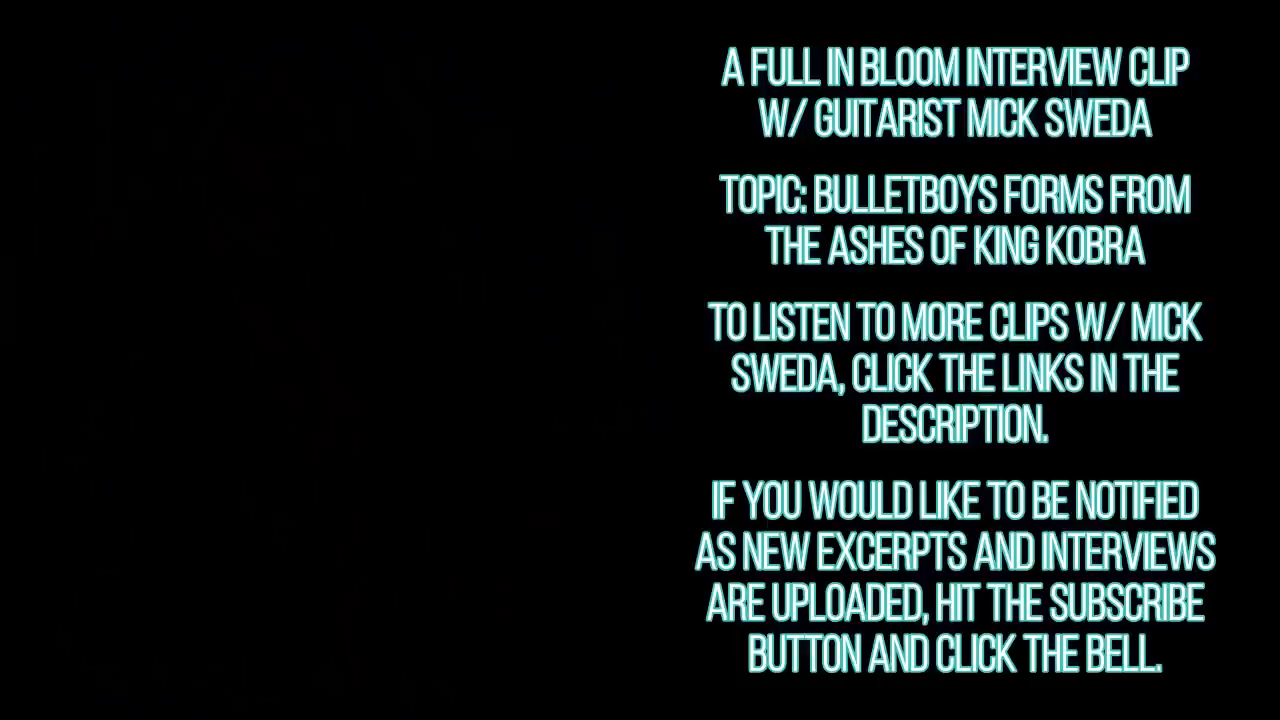 A FULL IN BLOOM INTERVIEW CLIP
W/ GUITARIST MICK SWEDA
TOPIC: BULLETBOYS FORMS FROM
THE ASHES OF KING KOBRA
TO LISTEN TO MORE CLIPS W/ MICK
SWEDA, CLICK THE LINKS IN THE
DESCRIPTION.
IF YOU WOULD LIKE TO BE NOTIFIED
AS NEW EXCERPTS AND INTERVIEWS
ARE UPLOADED, HIT THE SUBSCRIBE
BUTTON AND CLICK THE BELL.